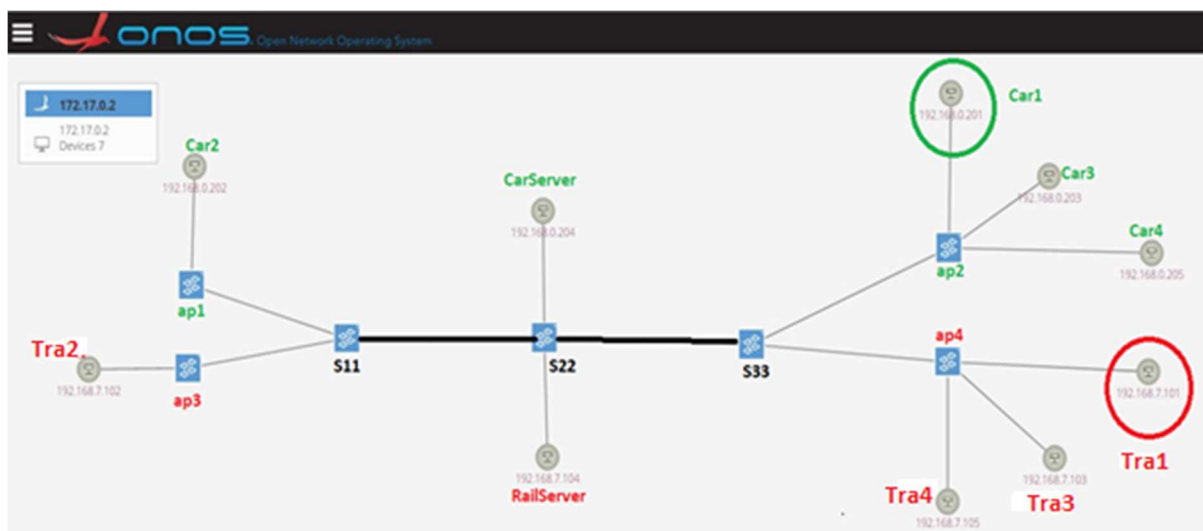 onos. Open Network Operating System
172.17.0.2
172.17.0.2
Devices 7
Car1
192.168.0.201
Car2
192.168.0.202
CarServer
192.168.0.204
Car3
192.168.0.203
Car4
192.168.0.205
ap1
ap2
Tra2.
192.168.7.102
ap3
S11
S22
S33
ap4
192.168.7.101
Tra1
192.168.7.104
RailServer
192.168.7.103
Tra3
Tra4
192.168.7.105